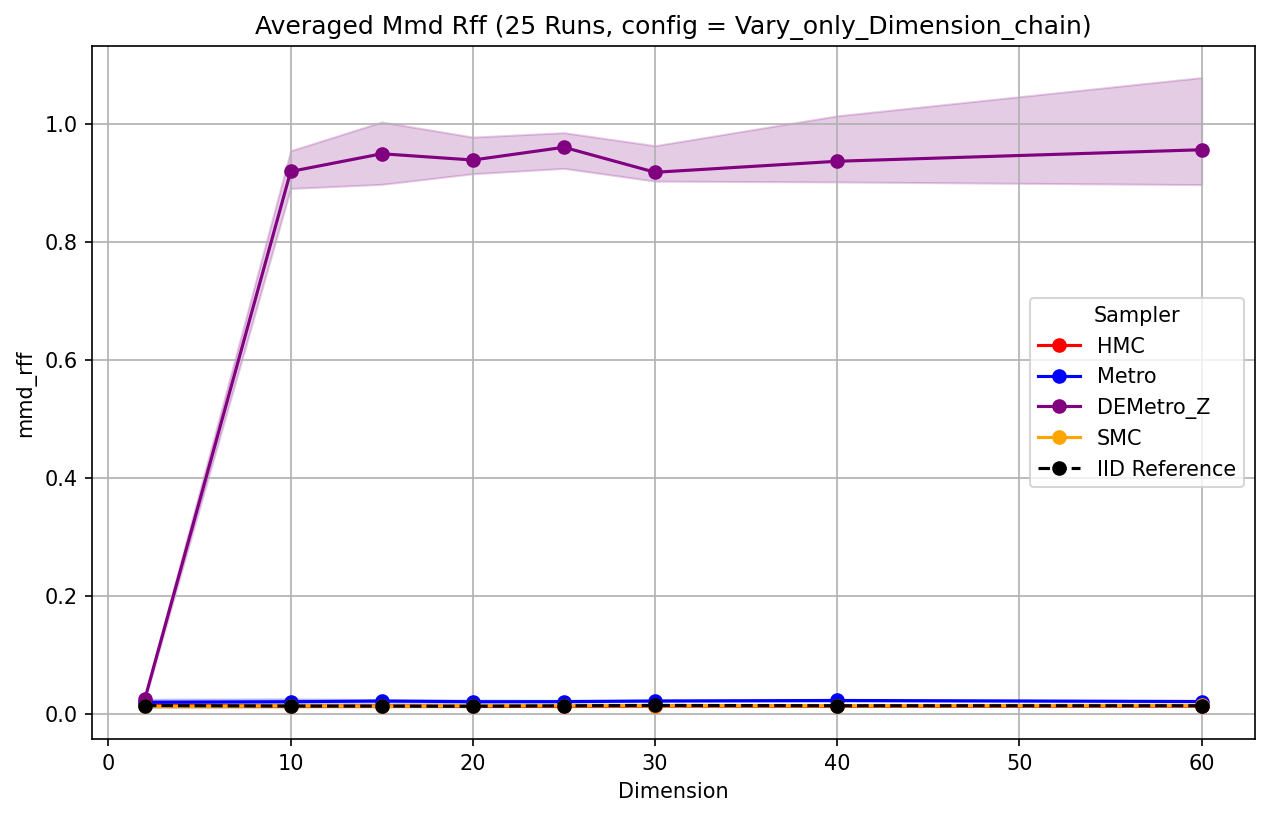 Averaged Mmd Rff (25 Runs, config = Vary_only_Dimension_chain)
mmd_rff
1.0
0.8
0.6
0.4
0.2
0.0
Sampler
HMC
Metro
DEMetro_Z
SMC
IID Reference
0 10 20 30 40 50 60
Dimension